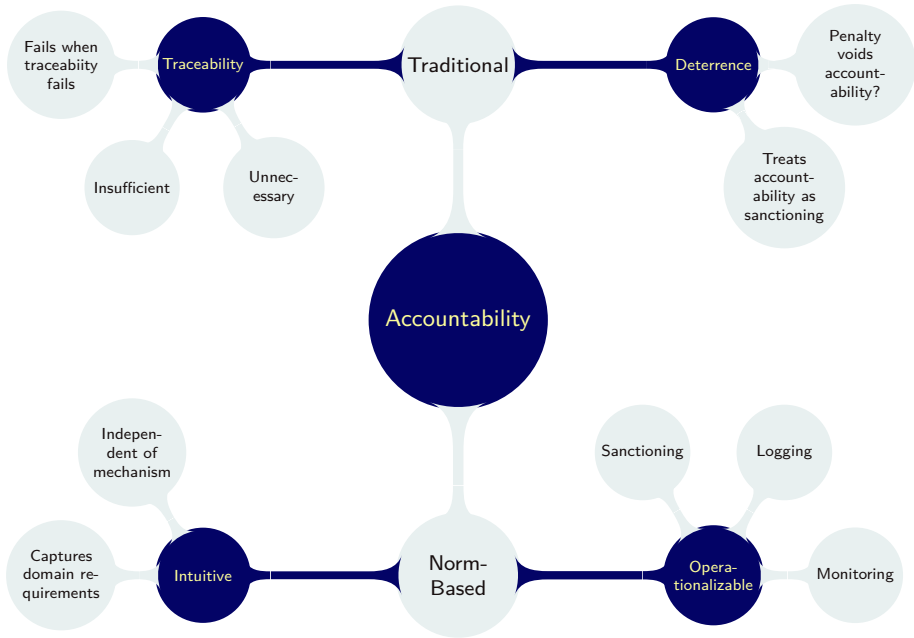 Fails when
traceabiity
fails
Traceability
Traditional
Deterrence
Penalty
voids
account-
ability?
Insufficient
Unnec-
essary
Treats
account-
ability as
sanctioning
Accountability
Indepen-
dent of
mechanism
Sanctioning
Logging
Captures
domain re-
quirements
Intuitive
Norm-
Based
Opera-
tionalizable
Monitoring